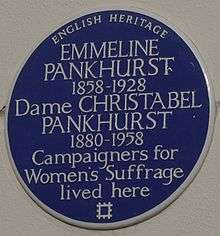 ENGLISH HERITAGE
EMMELINE
PANKHURST
1858-1928
Dame CHRISTABEL
PANKHURST
1880-1958
Campaigners for
Women's Suffrage
lived here